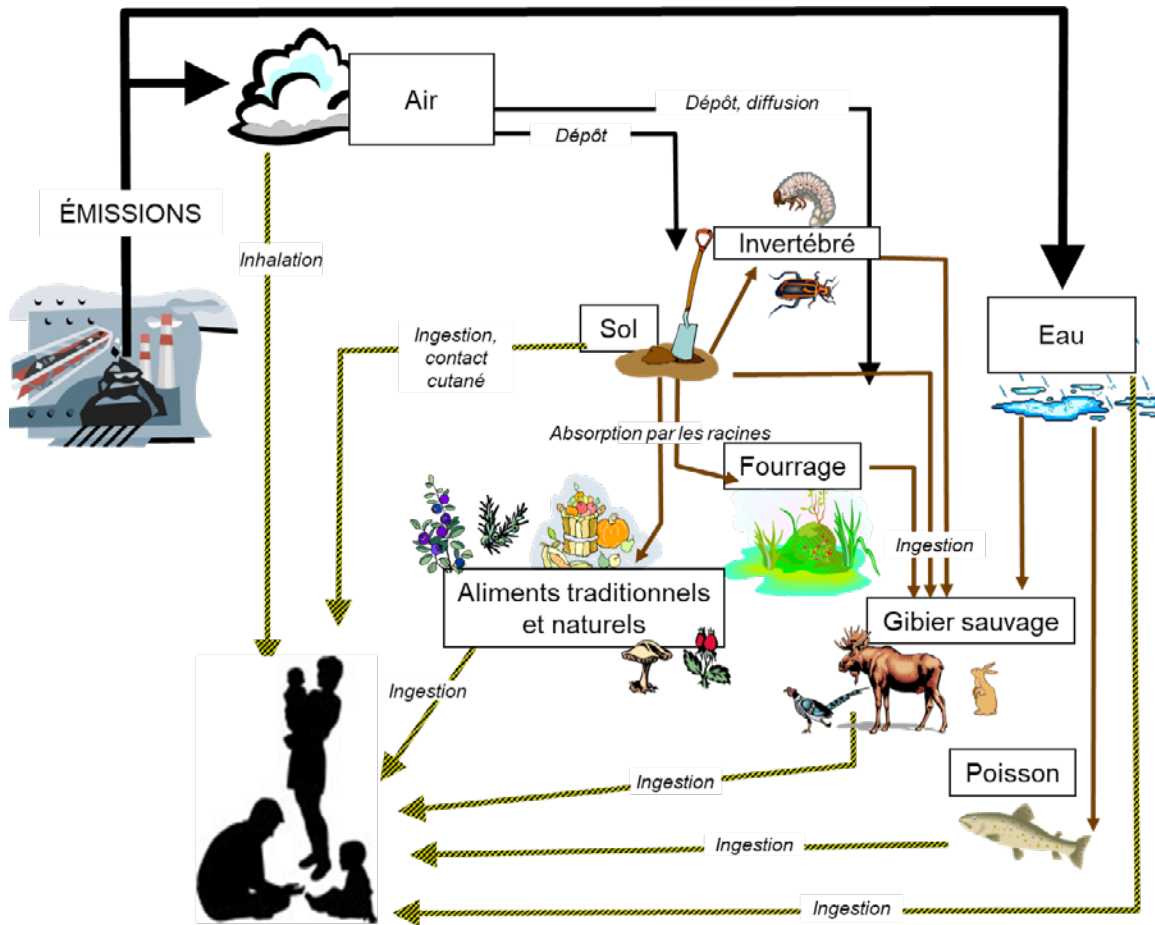 Air
Dépôt, diffusion
Dépôt
ÉMISSIONS
Inhalation
Invertébré
Sol
Eau
Ingestion,
contact
cutané
Absorption par les racines
Fourrage
Ingestion
Aliments traditionnels
et naturels
Gibier sauvage
Ingestion
Ingestion
Poisson
Ingestion
Ingestion